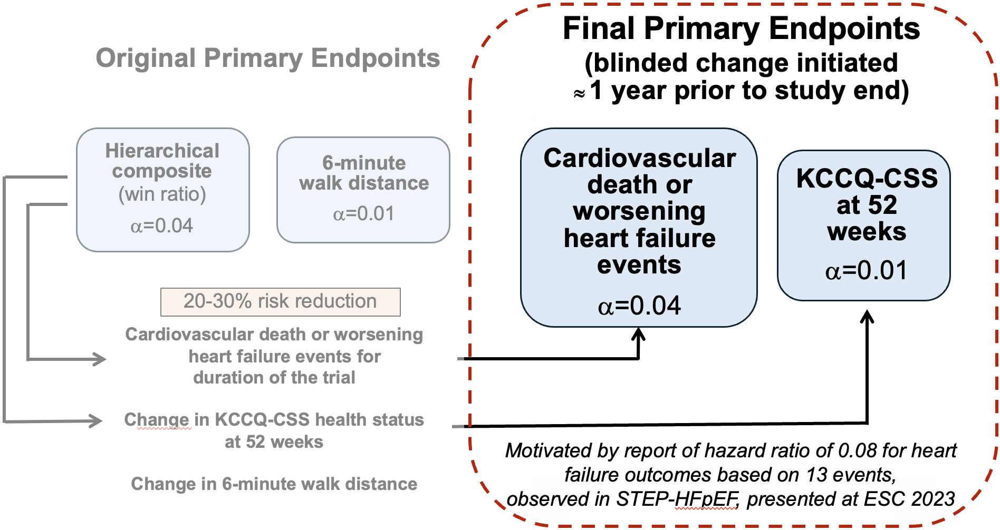 Original Primary Endpoints
Hierarchical
composite
(win ratio)
α=0.04
6-minute
walk distance
α=0.01
20-30% risk reduction
Cardiovascular death or worsening
heart failure events for
duration of the trial
Change in KCCQ-CSS health status
at 52 weeks
Change in 6-minute walk distance
Final Primary Endpoints
(blinded change initiated
≈ 1 year prior to study end)
Cardiovascular
death or
worsening
heart failure
events
α=0.04
KCCQ-CSS
at 52
weeks
α=0.01
Motivated by report of hazard ratio of 0.08 for heart
failure outcomes based on 13 events,
observed in STEP-HFpEF, presented at ESC 2023